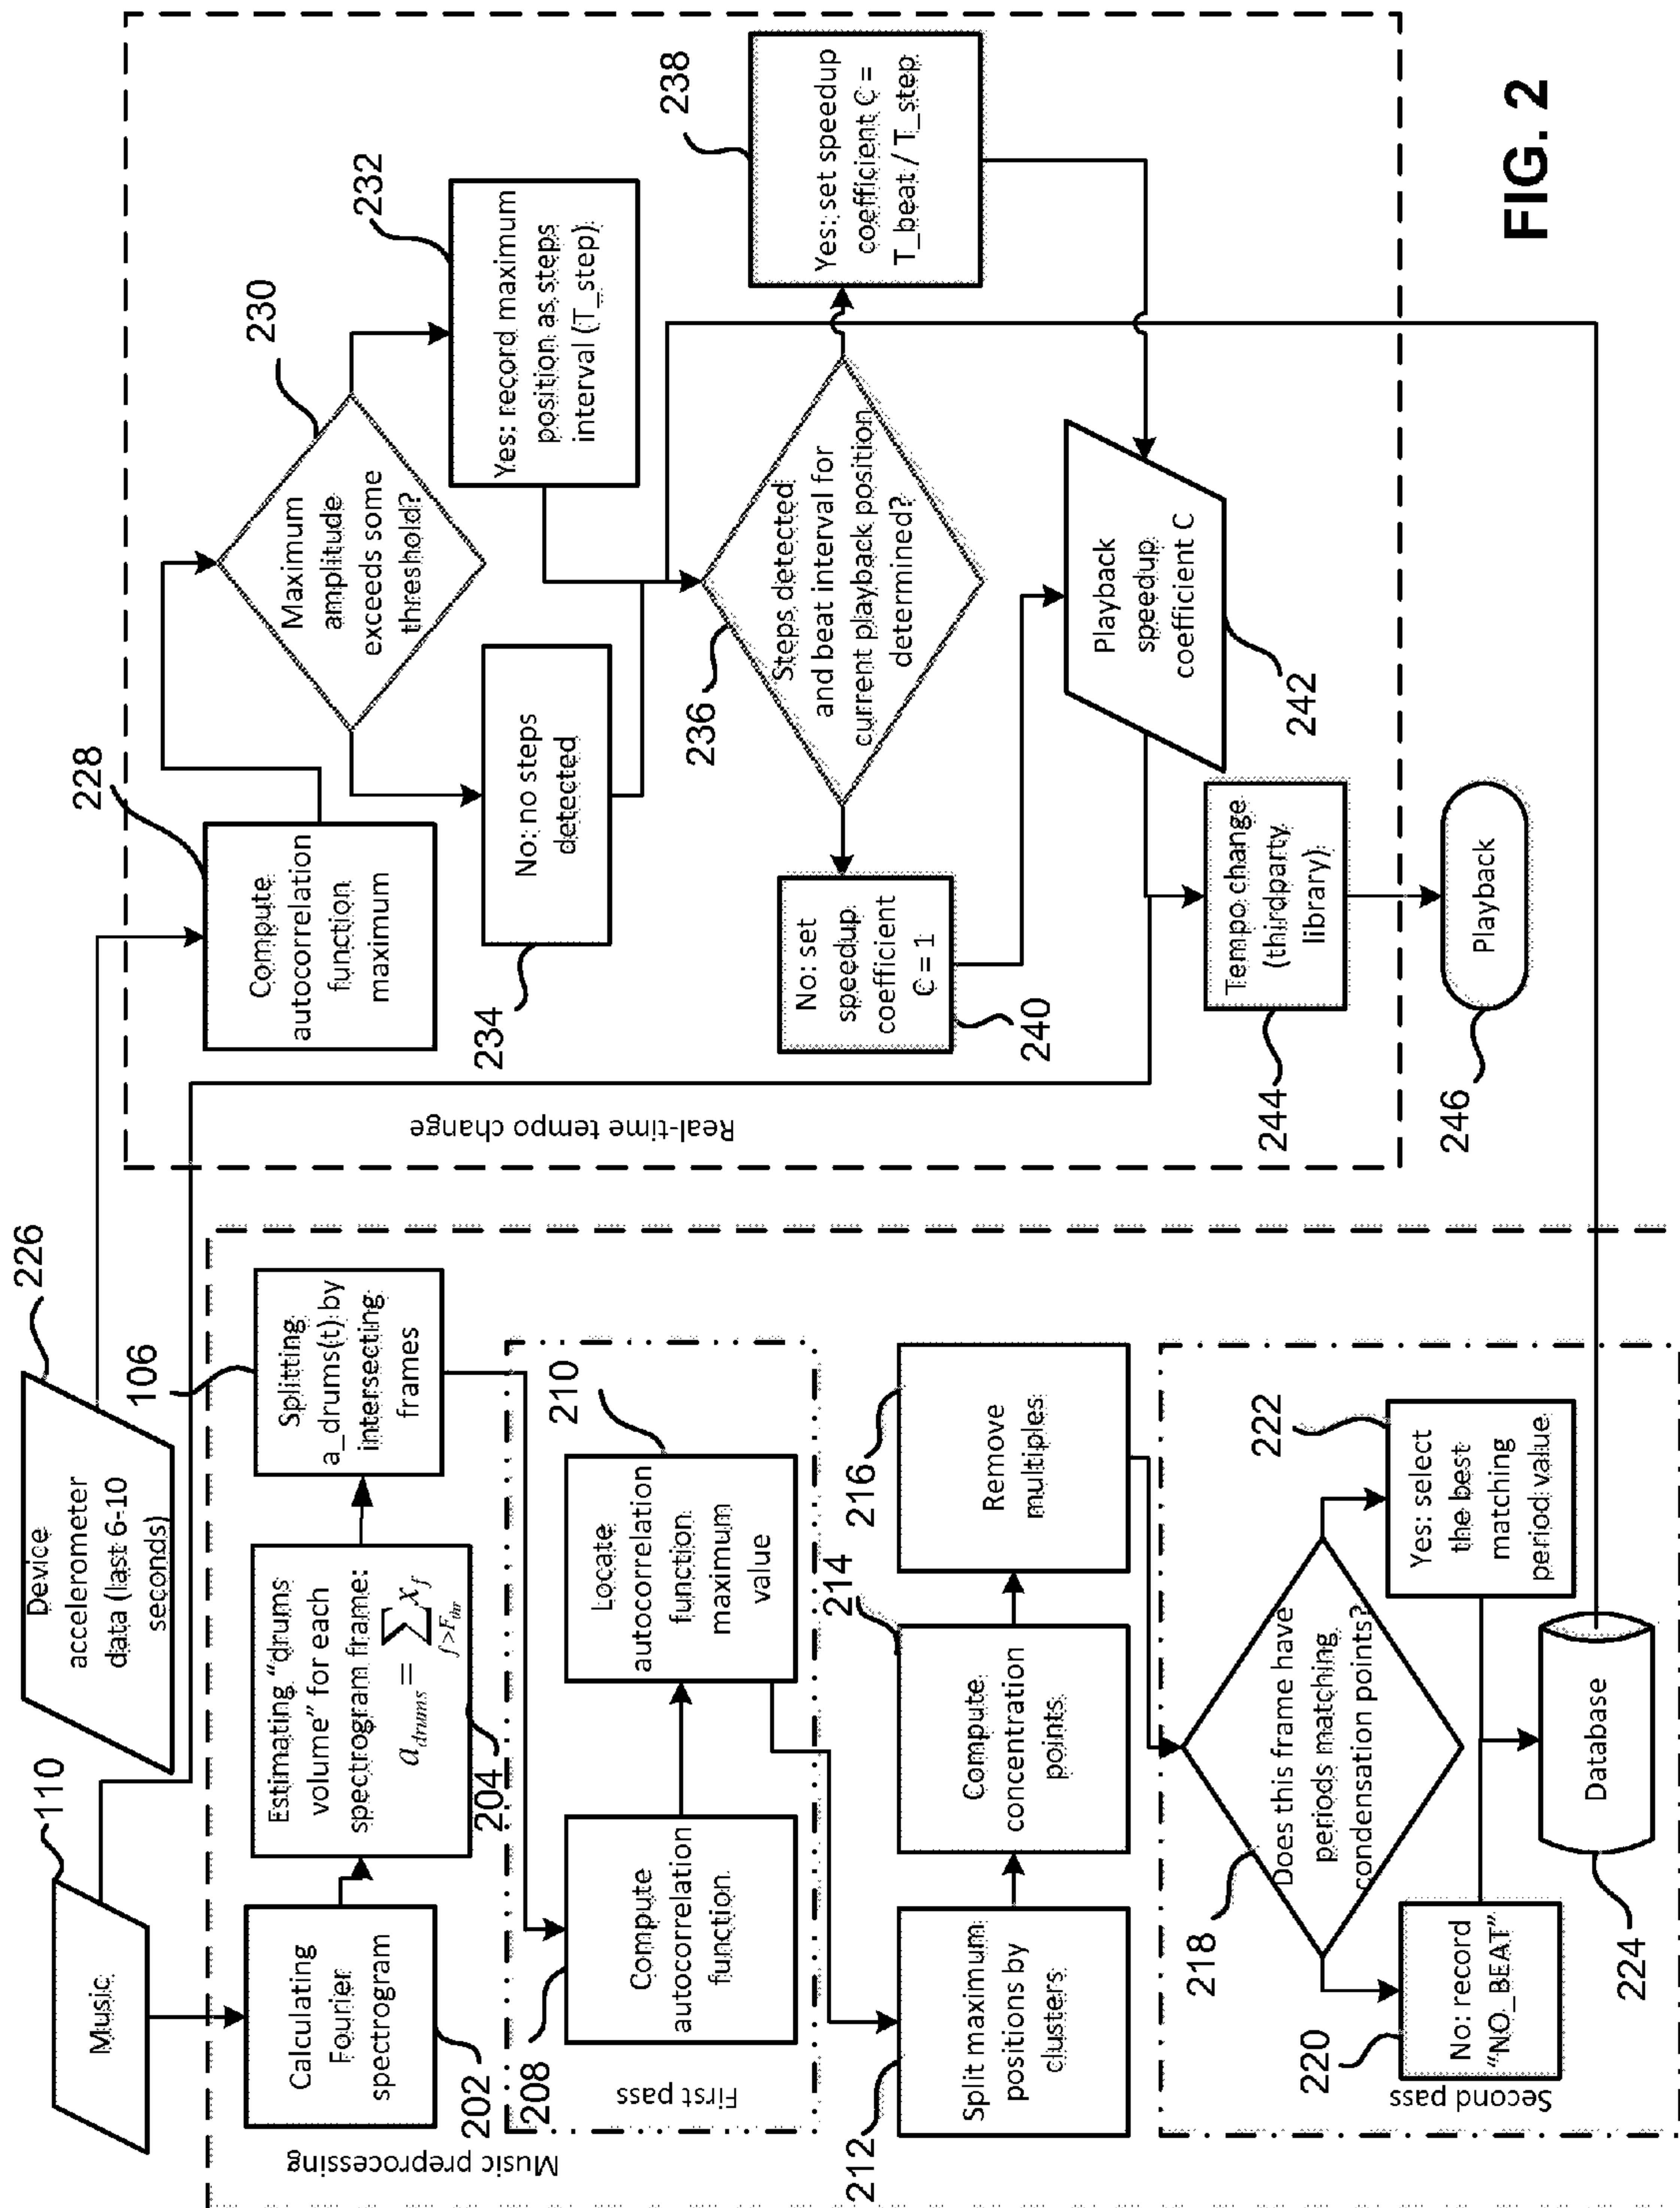 110
Music
226
Device
accelerometer
data (last 6-10
seconds)
Music preprocessing
Calculating
Fourier
spectrogram
202
Estimating "drums
volume" for each
spectrogram frame:
a_{drums} = \sum_{f>F_{thr}} x_f
204
106
Splitting
a_drums(t) by
intersecting
frames
First pass
208
Compute
autocorrelation
function
210
Locate
autocorrelation
function
maximum
value
212
Split maximum
positions by
clusters
214
Compute
concentration
points
216
Remove
multiples
Second pass
218
Does this frame have
periods matching
condensation points?
220
No: record
"NO_BEAT"
222
Yes: select
the best
matching
period value
224
Database
Real-time tempo change
228
Compute
autocorrelation
function
maximum
230
Maximum
amplitude
exceeds some
threshold?
232
Yes: record maximum
position as steps
interval (T_step)
234
No: no steps
detected
236
Steps detected
and beat interval for
current playback position
determined?
238
Yes: set speedup
coefficient C =
T_beat / T_step
240
No: set
speedup
coefficient
C = 1
242
Playback
speedup
coefficient C
244
Tempo change
(thirdparty
library)
246
Playback
FIG. 2